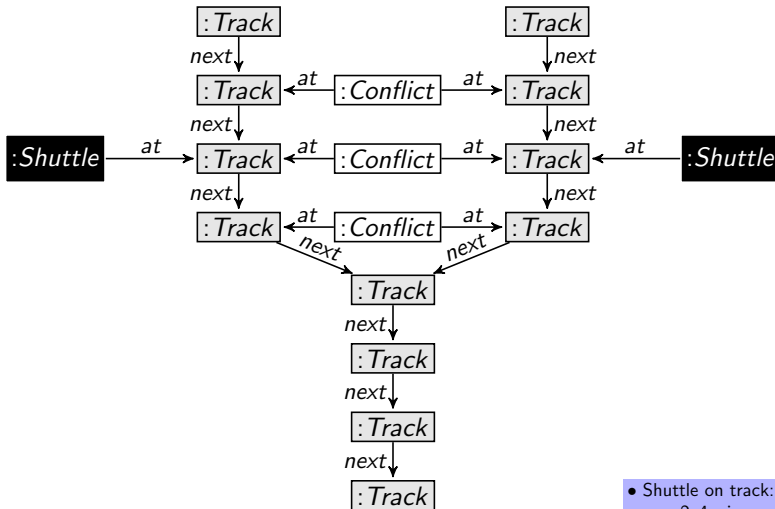 :Track :Track
next next
:Track at :Conflict at :Track
next next
:Shuttle at :Track at :Conflict at :Track at :Shuttle
next next
:Track at :Conflict at :Track
next next
:Track
next
:Track
next
:Track
next
:Track
• Shuttle on track: